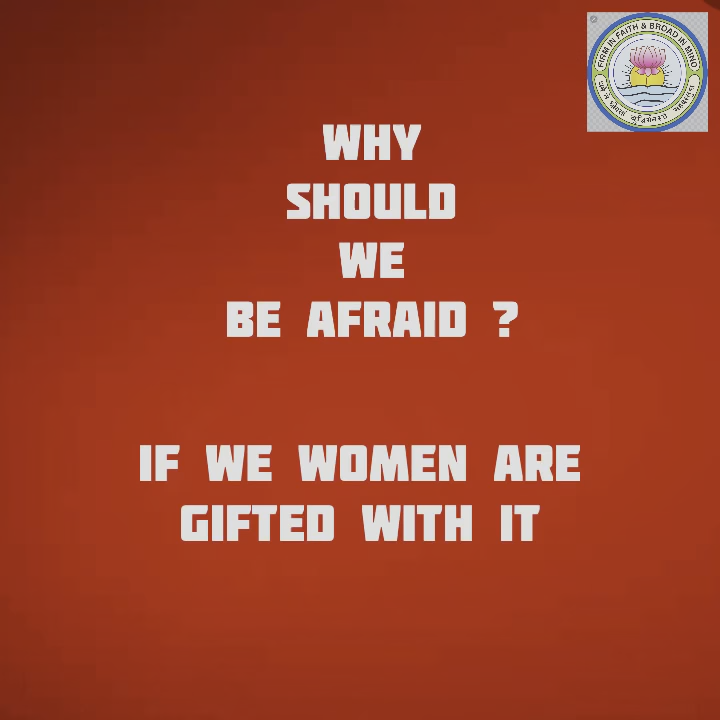 FIRM IN FAITH & BROAD IN MIND
WHY
SHOULD
WE
BE AFRAID ?
IF WE WOMEN ARE
GIFTED WITH IT